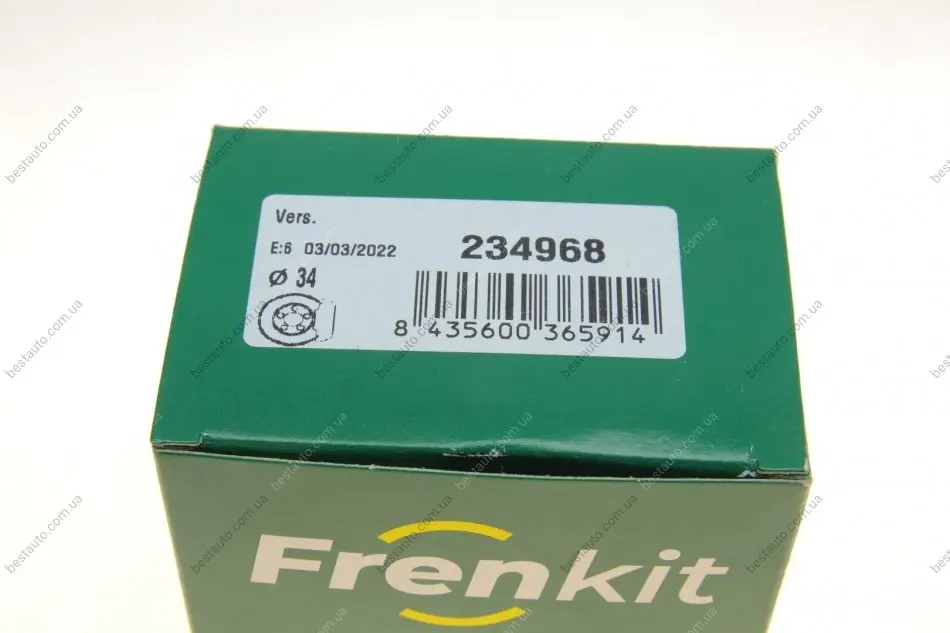 Vers.
E:6 03/03/2022
234968
Ø 34
8 435600 365914
Frenkit
bestauto.com.ua